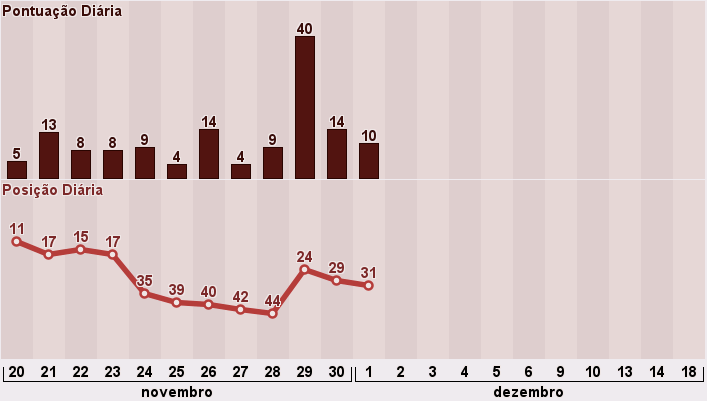 Pontuação Diária
5 13 8 8 9 4 14 4 9 40 14 10
Posição Diária
11 17 15 17 35 39 40 42 44 24 29 31
20 21 22 23 24 25 26 27 28 29 30 1 2 3 4 5 6 9 10 13 14 18
novembro dezembro